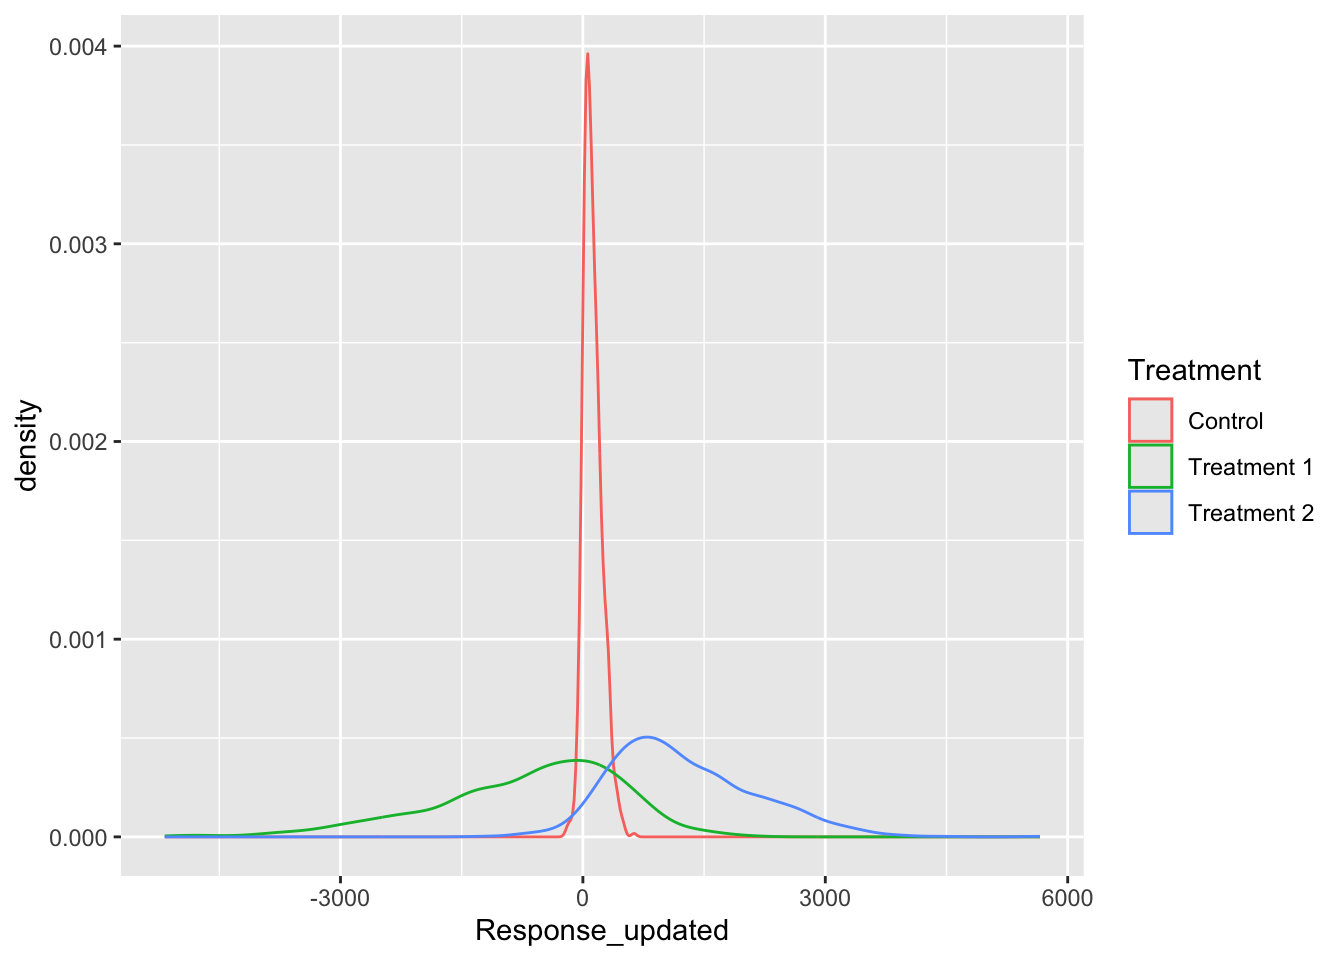 0.004
0.003
0.002
0.001
0.000
density
-3000
0
3000
6000
Response_updated
Treatment
Control
Treatment 1
Treatment 2